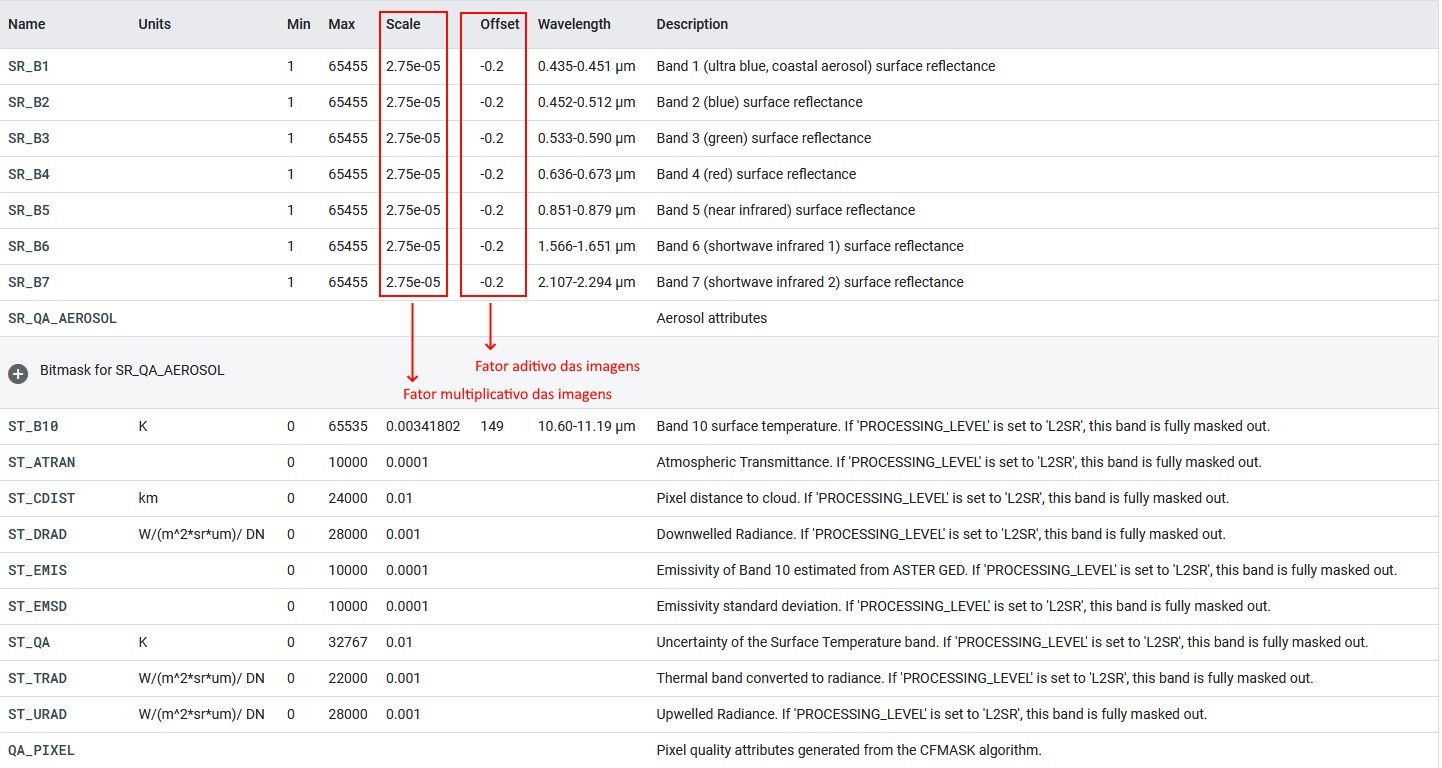 Name Units Min Max Scale Offset Wavelength Description
SR_B1 1 65455 2.75e-05 -0.2 0.435-0.451 μm Band 1 (ultra blue, coastal aerosol) surface reflectance
SR_B2 1 65455 2.75e-05 -0.2 0.452-0.512 μm Band 2 (blue) surface reflectance
SR_B3 1 65455 2.75e-05 -0.2 0.533-0.590 μm Band 3 (green) surface reflectance
SR_B4 1 65455 2.75e-05 -0.2 0.636-0.673 μm Band 4 (red) surface reflectance
SR_B5 1 65455 2.75e-05 -0.2 0.851-0.879 μm Band 5 (near infrared) surface reflectance
SR_B6 1 65455 2.75e-05 -0.2 1.566-1.651 μm Band 6 (shortwave infrared 1) surface reflectance
SR_B7 1 65455 2.75e-05 -0.2 2.107-2.294 μm Band 7 (shortwave infrared 2) surface reflectance
SR_QA_AEROSOL Aerosol attributes
Bitmask for SR_QA_AEROSOL
Fator aditivo das imagens
Fator multiplicativo das imagens
ST_B10 K 0 65535 0.00341802 149 10.60-11.19 μm Band 10 surface temperature. If 'PROCESSING_LEVEL' is set to 'L2SR', this band is fully masked out.
ST_ATRAN 0 10000 0.0001 Atmospheric Transmittance. If 'PROCESSING_LEVEL' is set to 'L2SR', this band is fully masked out.
ST_CDIST km 0 24000 0.01 Pixel distance to cloud. If 'PROCESSING_LEVEL' is set to 'L2SR', this band is fully masked out.
ST_DRAD W/(m^2*sr*um)/ DN 0 28000 0.001 Downwelled Radiance. If 'PROCESSING_LEVEL' is set to 'L2SR', this band is fully masked out.
ST_EMIS 0 10000 0.0001 Emissivity of Band 10 estimated from ASTER GED. If 'PROCESSING_LEVEL' is set to 'L2SR', this band is fully masked out.
ST_EMSD 0 10000 0.0001 Emissivity standard deviation. If 'PROCESSING_LEVEL' is set to 'L2SR', this band is fully masked out.
ST_QA K 0 32767 0.01 Uncertainty of the Surface Temperature band. If 'PROCESSING_LEVEL' is set to 'L2SR', this band is fully masked out.
ST_TRAD W/(m^2*sr*um)/ DN 0 22000 0.001 Thermal band converted to radiance. If 'PROCESSING_LEVEL' is set to 'L2SR', this band is fully masked out.
ST_URAD W/(m^2*sr*um)/ DN 0 28000 0.001 Upwelled Radiance. If 'PROCESSING_LEVEL' is set to 'L2SR', this band is fully masked out.
QA_PIXEL Pixel quality attributes generated from the CFMASK algorithm.